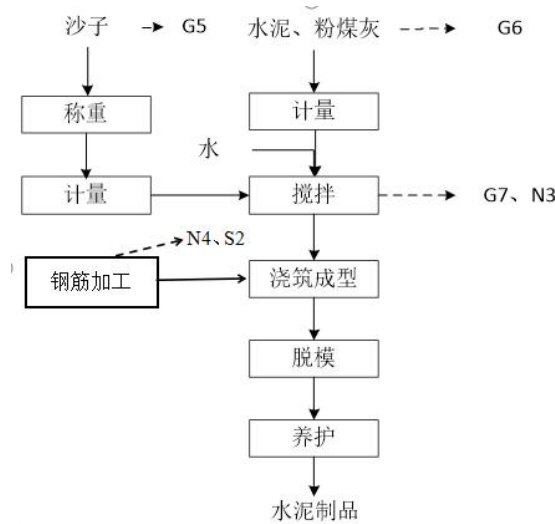 沙子 G5 水泥、粉煤灰 G6
称重 计量
水
计量 搅拌 G7、N3
N4、S2
钢筋加工 浇筑成型
脱模
养护
水泥制品